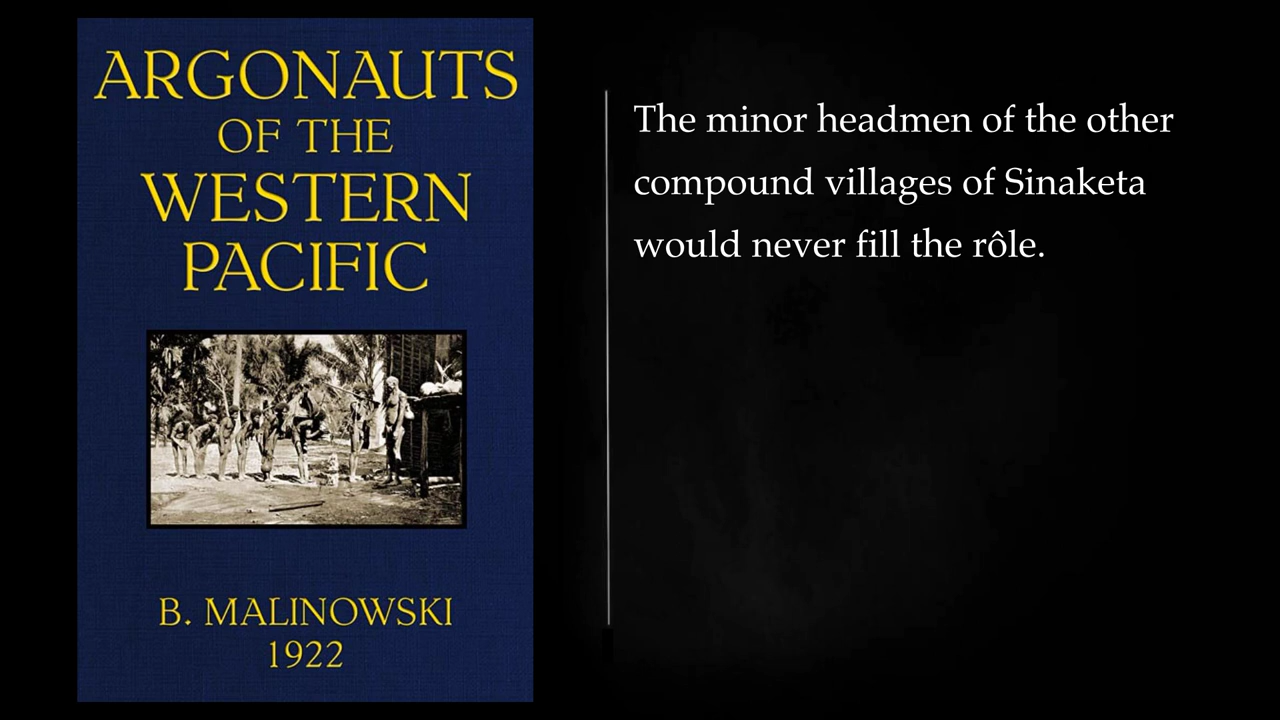 ARGONAUTS
OF THE
WESTERN
PACIFIC
B. MALINOWSKI
1922
The minor headmen of the other
compound villages of Sinaketa
would never fill the rôle.